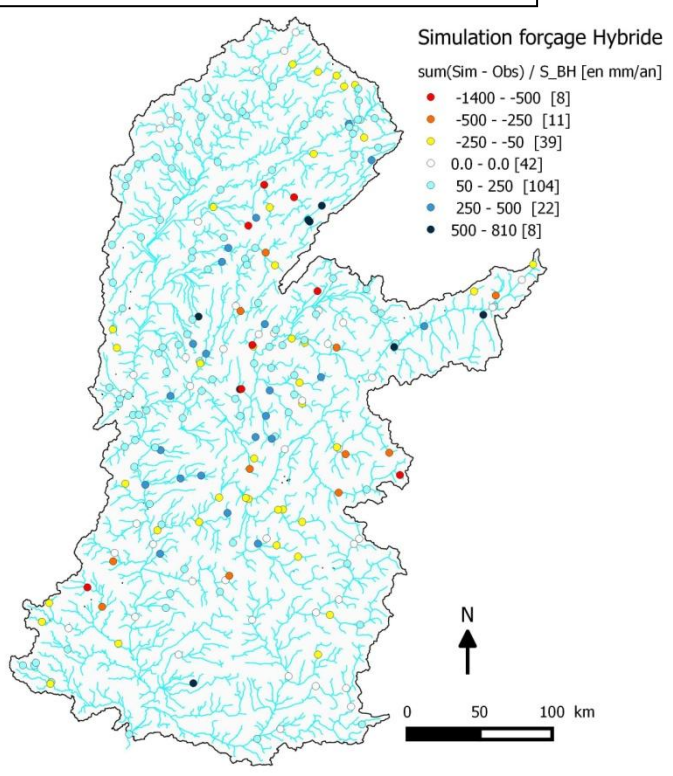 Simulation forçage Hybride
sum(Sim - Obs) / S_BH [en mm/an]
-1400 - -500 [8]
-500 - -250 [11]
-250 - -50 [39]
0.0 - 0.0 [42]
50 - 250 [104]
250 - 500 [22]
500 - 810 [8]
N
0 50 100 km